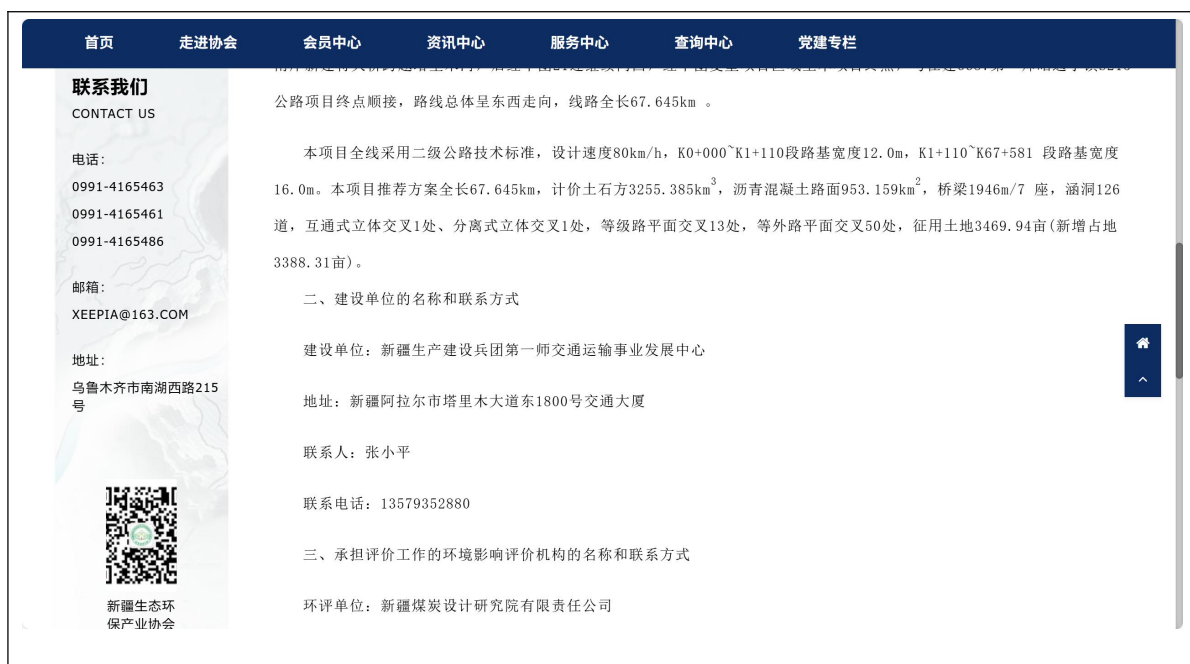 首页 走进协会 会员中心 资讯中心 服务中心 查询中心 党建专栏
联系我们
CONTACT US
电话:
0991-4165463
0991-4165461
0991-4165486
邮箱:
XEEPIA@163.COM
地址:
乌鲁木齐市南湖西路215
号
新疆生态环
保产业协会
公路项目终点顺接，路线总体呈东西走向，线路全长67.645km 。
本项目全线采用二级公路技术标准，设计速度80km/h，K0+000~K1+110段路基宽度12.0m，K1+110~K67+581 段路基宽度
16.0m。本项目推荐方案全长67.645km，计价土石方3255.385km³，沥青混凝土路面953.159km²，桥梁1946m/7 座，涵洞126
道，互通式立体交叉1处、分离式立体交叉1处，等级路平面交叉13处，等外路平面交叉50处，征用土地3469.94亩(新增占地
3388.31亩)。
二、建设单位的名称和联系方式
建设单位：新疆生产建设兵团第一师交通运输事业发展中心
地址：新疆阿拉尔市塔里木大道东1800号交通大厦
联系人：张小平
联系电话：13579352880
三、承担评价工作的环境影响评价机构的名称和联系方式
环评单位：新疆煤炭设计研究院有限责任公司